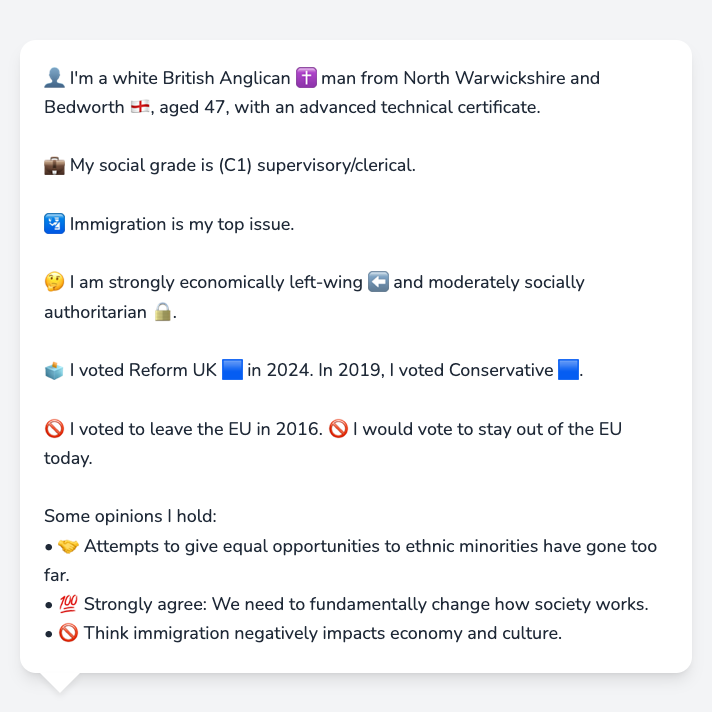 👤 I'm a white British Anglican ✝️ man from North Warwickshire and
Bedworth 🏴󠁧󠁢󠁥󠁮󠁧󠁿, aged 47, with an advanced technical certificate.
💼 My social grade is (C1) supervisory/clerical.
🛂 Immigration is my top issue.
🤔 I am strongly economically left-wing ⬅️ and moderately socially
authoritarian 🔒.
🗳️ I voted Reform UK 🟦 in 2024. In 2019, I voted Conservative 🟦.
🚫 I voted to leave the EU in 2016. 🚫 I would vote to stay out of the EU
today.
Some opinions I hold:
• 🤝 Attempts to give equal opportunities to ethnic minorities have gone too
far.
• 💯 Strongly agree: We need to fundamentally change how society works.
• 🚫 Think immigration negatively impacts economy and culture.